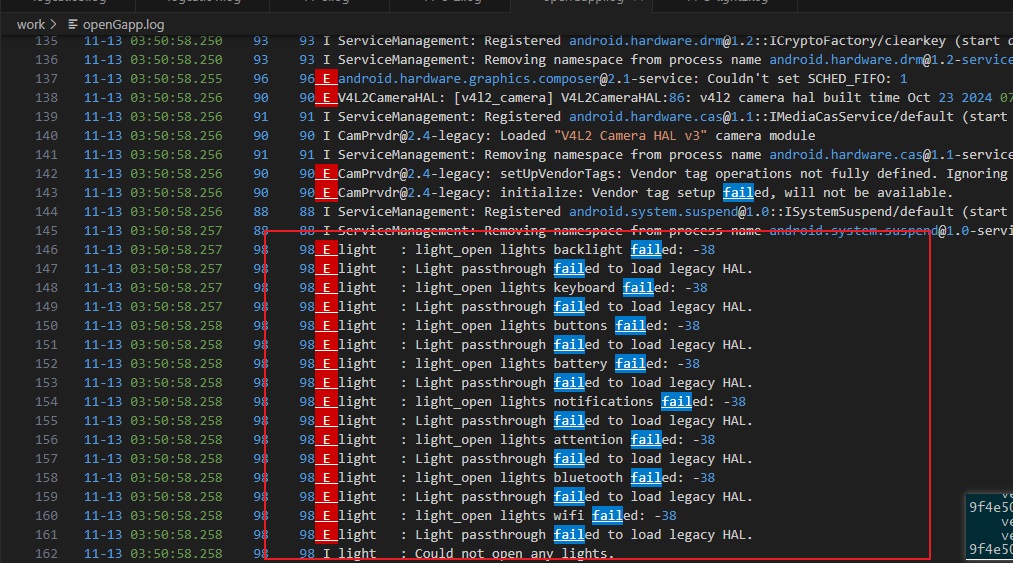 work > openGapp.log
135 11-13 03:50:58.250 93 93 I ServiceManagement: Registered android.hardware.drm@1.2::ICryptoFactory/clearkey (start
136 11-13 03:50:58.250 93 93 I ServiceManagement: Removing namespace from process name android.hardware.drm@1.2-service
137 11-13 03:50:58.255 96 96 E android.hardware.graphics.composer@2.1-service: Couldn't set SCHED_FIFO: 1
138 11-13 03:50:58.256 90 90 E V4L2CameraHAL: [v4l2_camera] V4L2CameraHAL:86: v4l2 camera hal built time Oct 23 2024 07
139 11-13 03:50:58.256 91 91 I ServiceManagement: Registered android.hardware.cas@1.1::IMediaCasService/default (start
140 11-13 03:50:58.256 90 90 I CamPrvdr@2.4-legacy: Loaded "V4L2 Camera HAL v3" camera module
141 11-13 03:50:58.256 91 91 I ServiceManagement: Removing namespace from process name android.hardware.cas@1.1-service
142 11-13 03:50:58.256 90 90 E CamPrvdr@2.4-legacy: setUpVendorTags: Vendor tag operations not fully defined. Ignoring
143 11-13 03:50:58.256 90 90 E CamPrvdr@2.4-legacy: initialize: Vendor tag setup failed, will not be available.
144 11-13 03:50:58.257 88 88 I ServiceManagement: Registered android.system.suspend@1.0::ISystemSuspend/default (start
145 11-13 03:50:58.257 88 88 I ServiceManagement: Removing namespace from process name android.system.suspend@1.0-servi
146 11-13 03:50:58.257 98 98 E light : light_open lights backlight failed: -38
147 11-13 03:50:58.257 98 98 E light : Light passthrough failed to load legacy HAL.
148 11-13 03:50:58.257 98 98 E light : light_open lights keyboard failed: -38
149 11-13 03:50:58.257 98 98 E light : Light passthrough failed to load legacy HAL.
150 11-13 03:50:58.258 98 98 E light : light_open lights buttons failed: -38
151 11-13 03:50:58.258 98 98 E light : Light passthrough failed to load legacy HAL.
152 11-13 03:50:58.258 98 98 E light : light_open lights battery failed: -38
153 11-13 03:50:58.258 98 98 E light : Light passthrough failed to load legacy HAL.
154 11-13 03:50:58.258 98 98 E light : light_open lights notifications failed: -38
155 11-13 03:50:58.258 98 98 E light : Light passthrough failed to load legacy HAL.
156 11-13 03:50:58.258 98 98 E light : light_open lights attention failed: -38
157 11-13 03:50:58.258 98 98 E light : Light passthrough failed to load legacy HAL.
158 11-13 03:50:58.258 98 98 E light : light_open lights bluetooth failed: -38
159 11-13 03:50:58.258 98 98 E light : Light passthrough failed to load legacy HAL.
160 11-13 03:50:58.258 98 98 E light : light_open lights wifi failed: -38
161 11-13 03:50:58.258 98 98 E light : Light passthrough failed to load legacy HAL.
162 11-13 03:50:58.258 98 98 I light : Could not open any lights.
ve
9f4e50
ve
9f4e50